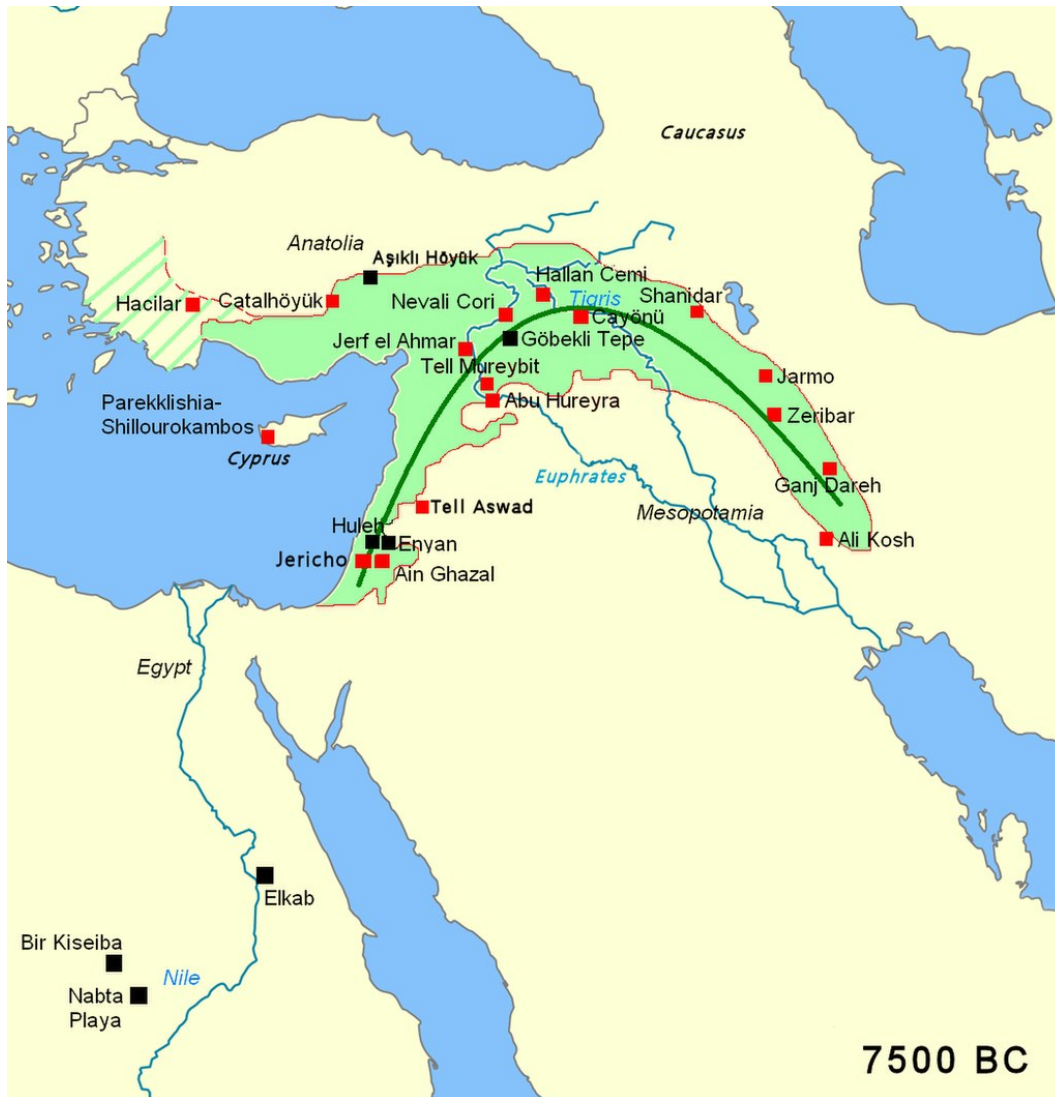 Caucasus
Anatolia
Aşıklı Höyük
Hallan Cemi
Hacilar
Catalhöyük
Nevali Cori
Tigris
Shanidar
Cayönü
Jerf el Ahmar
Göbekli Tepe
Tell Mureybit
Jarmo
Abu Hureyra
Parekklishia-
Shillourokambos
Zeribar
Cyprus
Euphrates
Ganj Dareh
Tell Aswad
Mesopotamia
Huleh
Enyan
Ali Kosh
Jericho
Ain Ghazal
Egypt
Elkab
Bir Kiseiba
Nile
Nabta
Playa
7500 BC